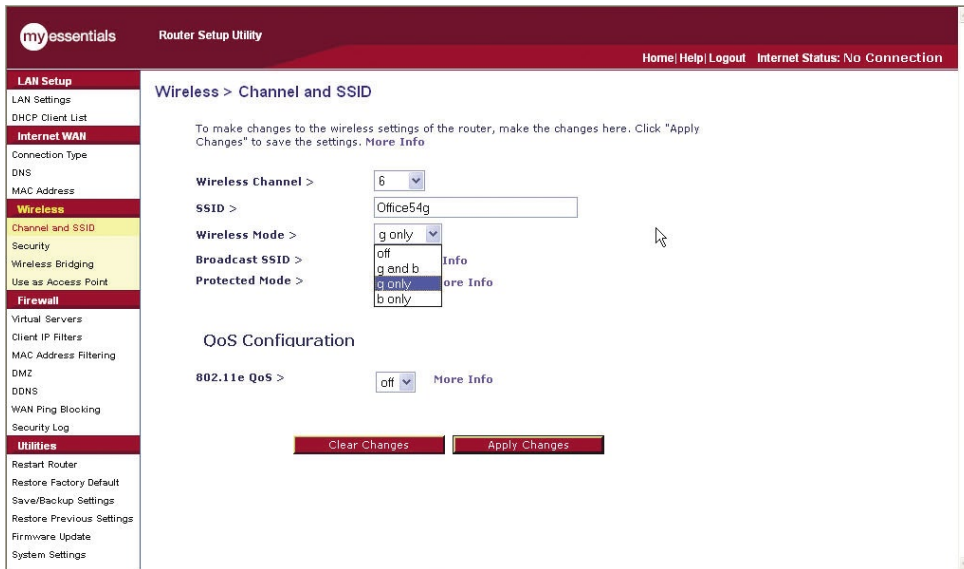 myessentials
Router Setup Utility
Home| Help| Logout Internet Status: No Connection
LAN Setup
LAN Settings
DHCP Client List
Internet WAN
Connection Type
DNS
MAC Address
Wireless
Channel and SSID
Security
Wireless Bridging
Use as Access Point
Firewall
Virtual Servers
Client IP Filters
MAC Address Filtering
DMZ
DDNS
WAN Ping Blocking
Security Log
Utilities
Restart Router
Restore Factory Default
Save/Backup Settings
Restore Previous Settings
Firmware Update
System Settings
Wireless > Channel and SSID
To make changes to the wireless settings of the router, make the changes here. Click "Apply
Changes" to save the settings. More Info
Wireless Channel > 6
SSID > Office54g
Wireless Mode > g only
off
g and b
g only
b only
Broadcast SSID > Info
Protected Mode > ore Info
QoS Configuration
802.11e QoS > off More Info
Clear Changes Apply Changes